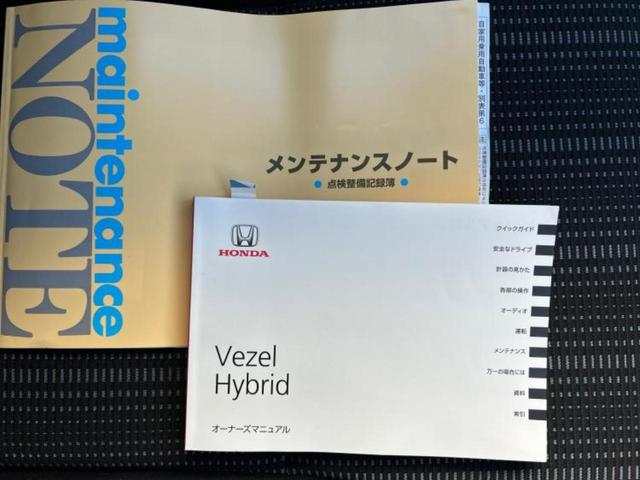 maintenance
NOTE
メンテナンスノート
点検整備記録簿
自家用乗用自動車等・別表第6
HONDA
Vezel
Hybrid
オーナーズマニュアル
クイックガイド
安全なドライブ
計器の見かた
各部の操作
オーディオ
運転
メンテナンス
万一の場合には
資料
索引